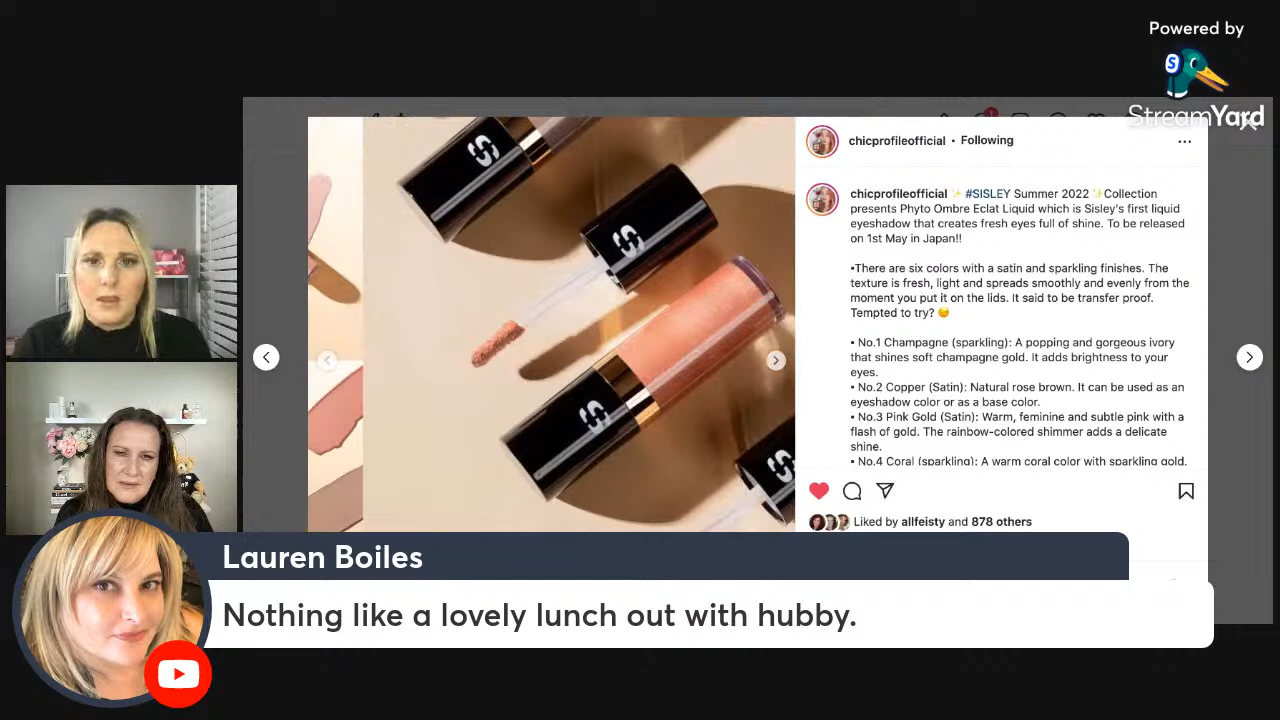 Powered by
StreamYard
chicprofileofficial • Following
chicprofileofficial ✨ #SISLEY Summer 2022 ✨Collection
presents Phyto Ombre Eclat Liquid which is Sisley's first liquid
eyeshadow that creates fresh eyes full of shine. To be released
on 1st May in Japan!!
•There are six colors with a satin and sparkling finishes. The
texture is fresh, light and spreads smoothly and evenly from the
moment you put it on the lids. It said to be transfer proof.
Tempted to try? 😉
• No.1 Champagne (sparkling): A popping and gorgeous ivory
that shines soft champagne gold. It adds brightness to your
eyes.
• No.2 Copper (Satin): Natural rose brown. It can be used as an
eyeshadow color or as a base color.
• No.3 Pink Gold (Satin): Warm, feminine and subtle pink with a
flash of gold. The rainbow-colored shimmer adds a delicate
shine.
• No.4 Coral (sparkling): A warm coral color with sparkling gold.
Liked by allfeisty and 878 others
Lauren Boiles
Nothing like a lovely lunch out with hubby.